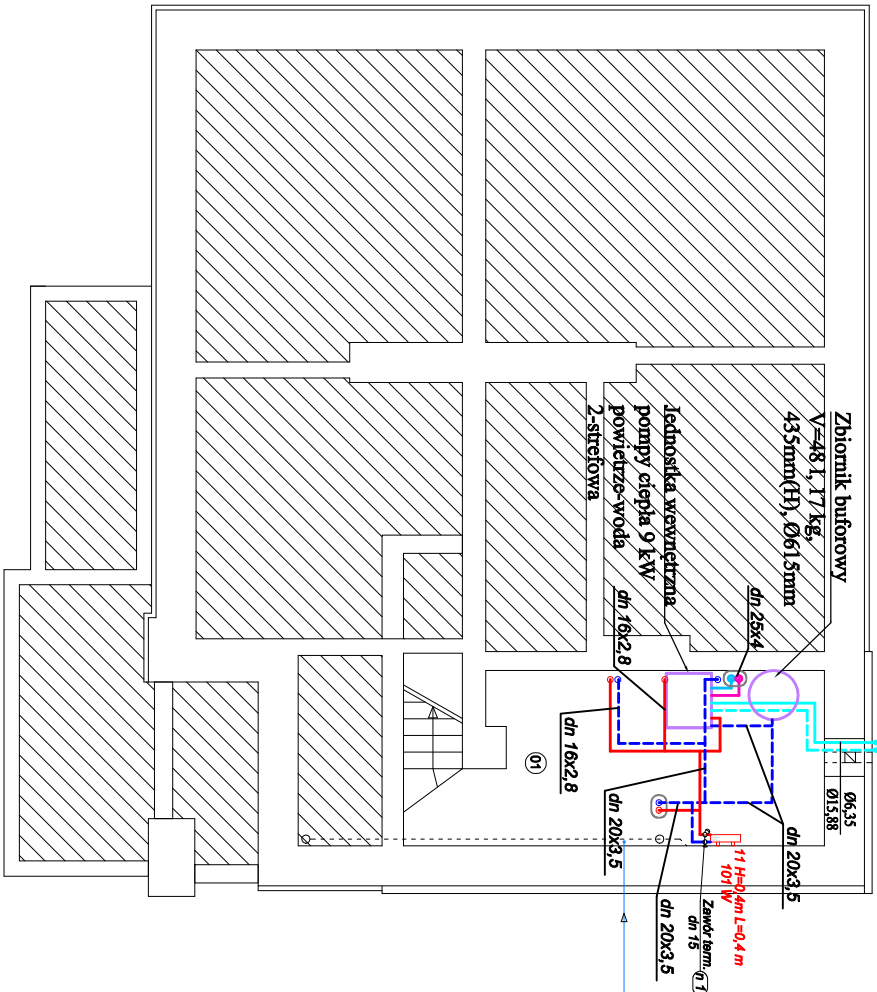 Zbiornik buforowy
V=48 l, 17 kg,
435mm(H), Ø615mm
Jednostka wewnętrzna
pompy ciepła 9 kW
powietrze-woda
2-strefowa
dn 25x4
dn 16x2,8
dn 16x2,8
01
dn 20x3,5
Ø6,35
Ø15,88
dn 20x3,5
11 H=0,4m L=0,4 m
101 W
Zawór term.
dn 15
n 1
dn 20x3,5